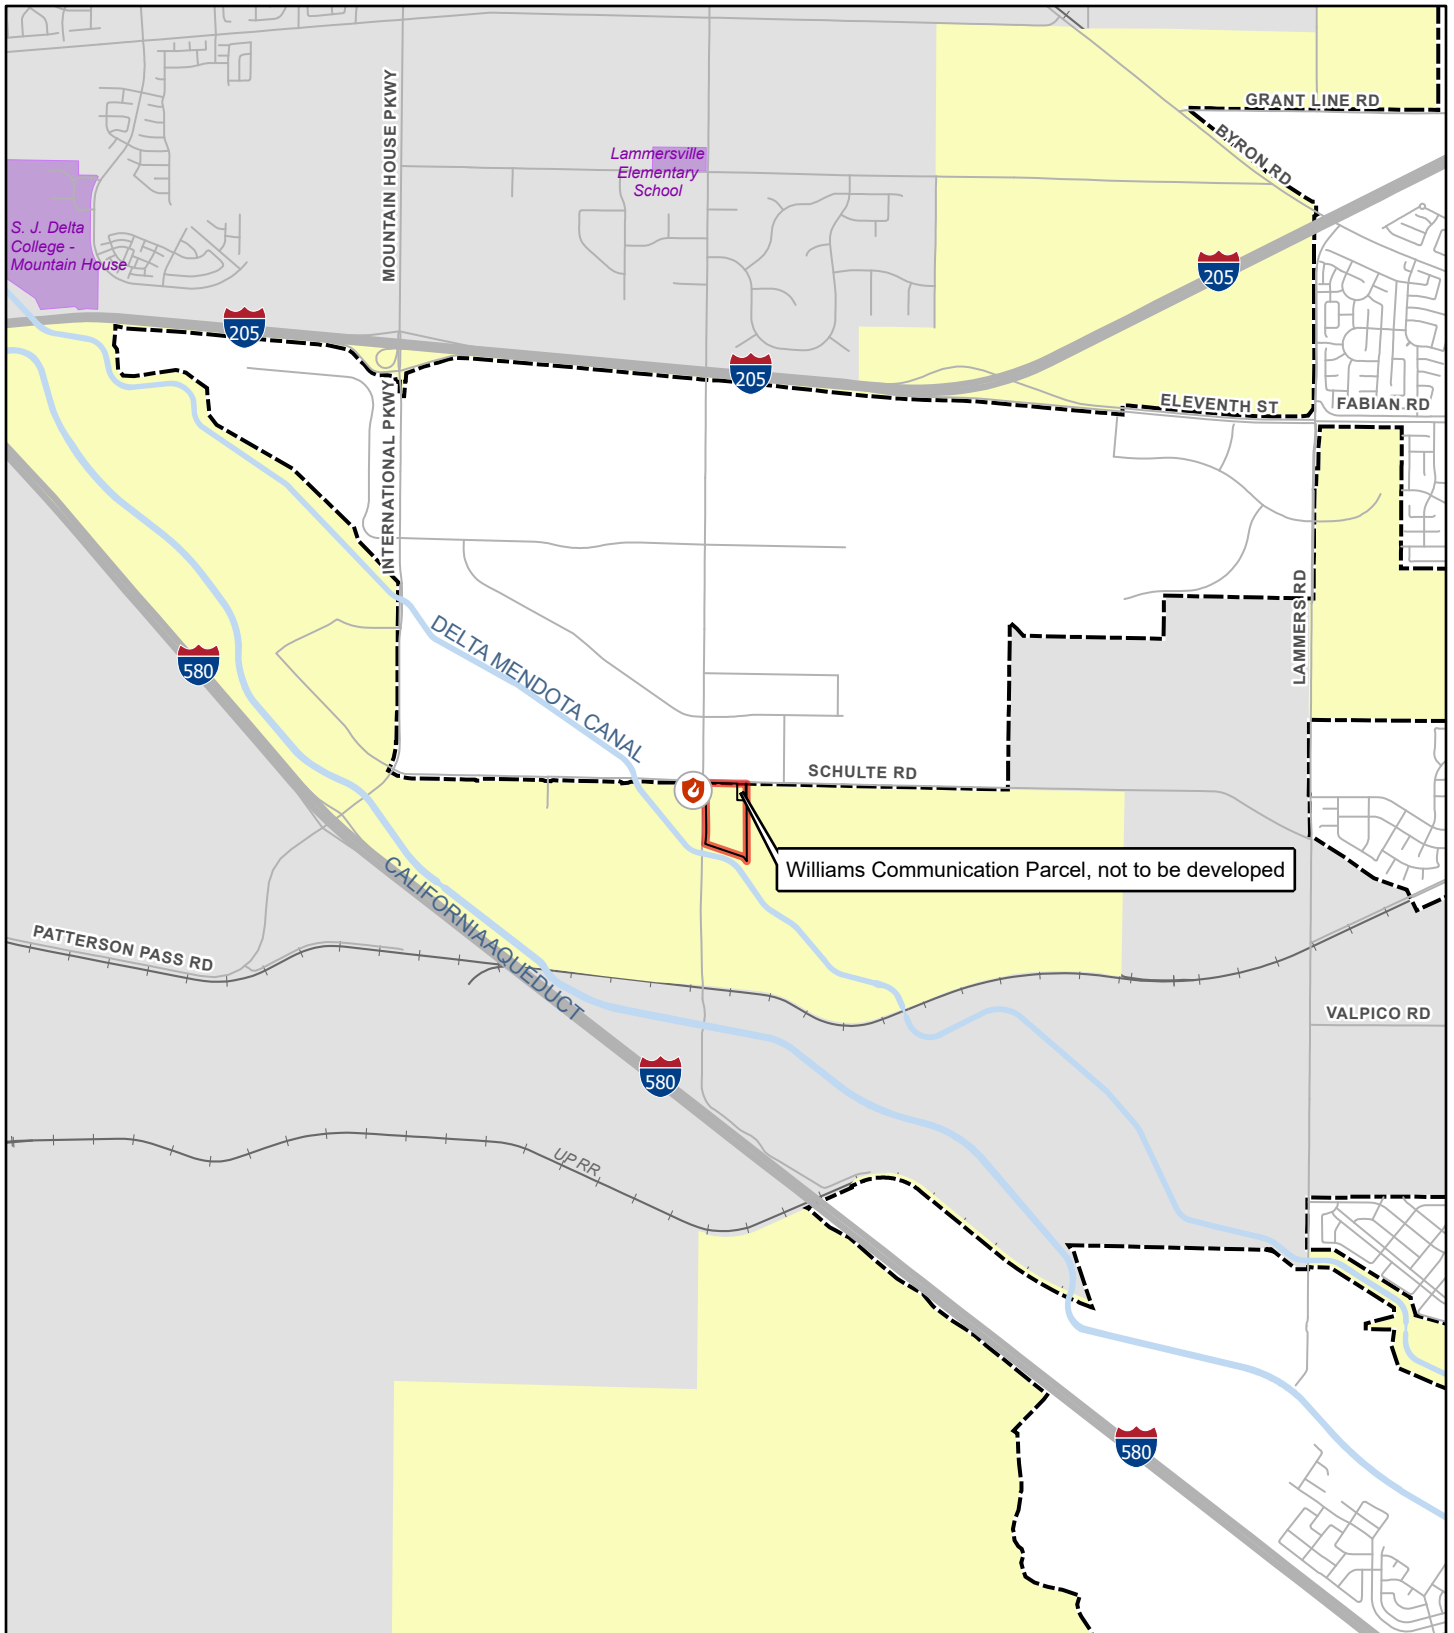 GRANT LINE RD
BYRON RD
MOUNTAIN HOUSE PKWY
Lammersville
Elementary
School
S. J. Delta
College -
Mountain House
205
205
205
ELEVENTH ST
FABIAN RD
INTERNATIONAL PKWY
LAMMERS RD
580
DELTA MENDOTA CANAL
SCHULTE RD
Williams Communication Parcel, not to be developed
CALIFORNIA AQUEDUCT
PATTERSON PASS RD
VALPICO RD
580
UP RR
580